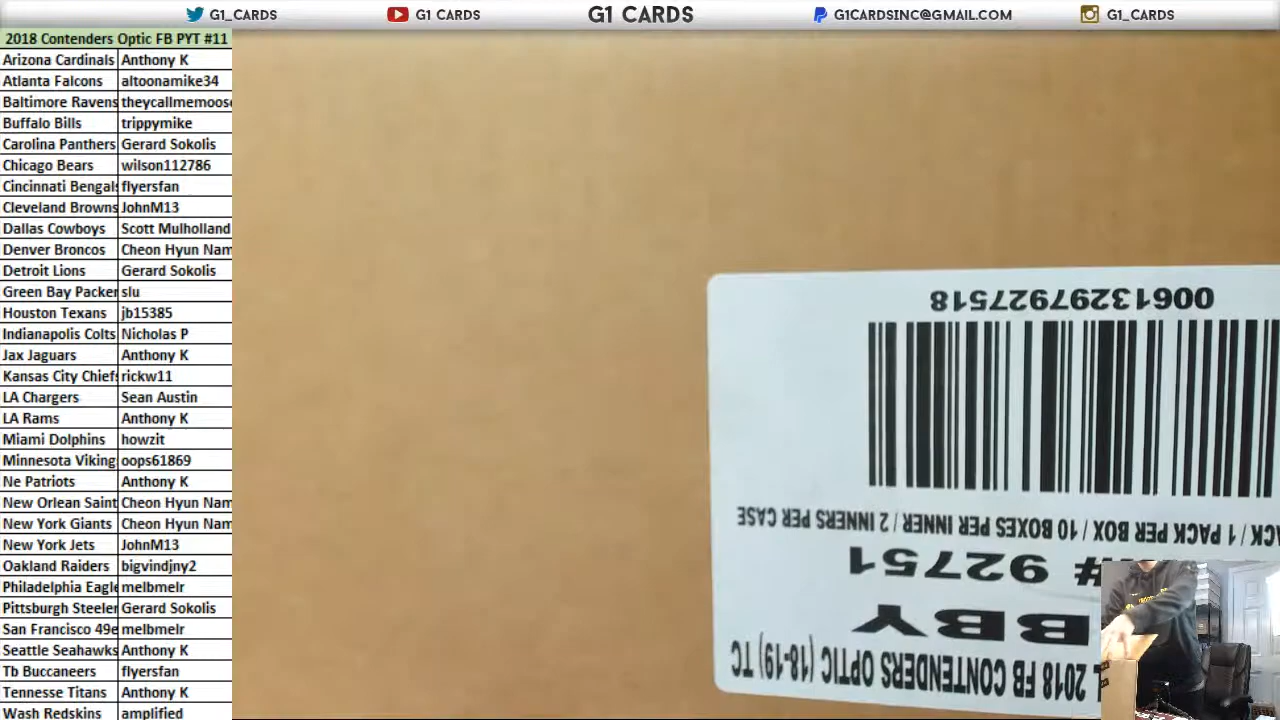 G1_CARDS G1 CARDS G1 CARDS G1CARDSINC@GMAIL.COM G1_CARDS
2018 Contenders Optic FB PYT #11
Arizona Cardinals Anthony K
Atlanta Falcons altoonamike34
Baltimore Ravens theycallmemoose
Buffalo Bills trippymike
Carolina Panthers Gerard Sokolis
Chicago Bears wilson112786
Cincinnati Bengals flyersfan
Cleveland Browns JohnM13
Dallas Cowboys Scott Mulholland
Denver Broncos Cheon Hyun Nam
Detroit Lions Gerard Sokolis
Green Bay Packer slu
Houston Texans jb15385
Indianapolis Colts Nicholas P
Jax Jaguars Anthony K
Kansas City Chiefs rickw11
LA Chargers Sean Austin
LA Rams Anthony K
Miami Dolphins howzit
Minnesota Viking oops61869
Ne Patriots Anthony K
New Orlean Saint Cheon Hyun Nam
New York Giants Cheon Hyun Nam
New York Jets JohnM13
Oakland Raiders bigvindjny2
Philadelphia Eagle melbmelr
Pittsburgh Steeler Gerard Sokolis
San Francisco 49e melbmelr
Seattle Seahawks Anthony K
Tb Buccaneers flyersfan
Tennesse Titans Anthony K
Wash Redskins amplified
2018 FB CONTENDERS OPTIC (18-19) TC
BBY
# 92751
/ 1 PACK PER BOX / 10 BOXES PER INNER / 2 INNERS PER CASE
00613297927518